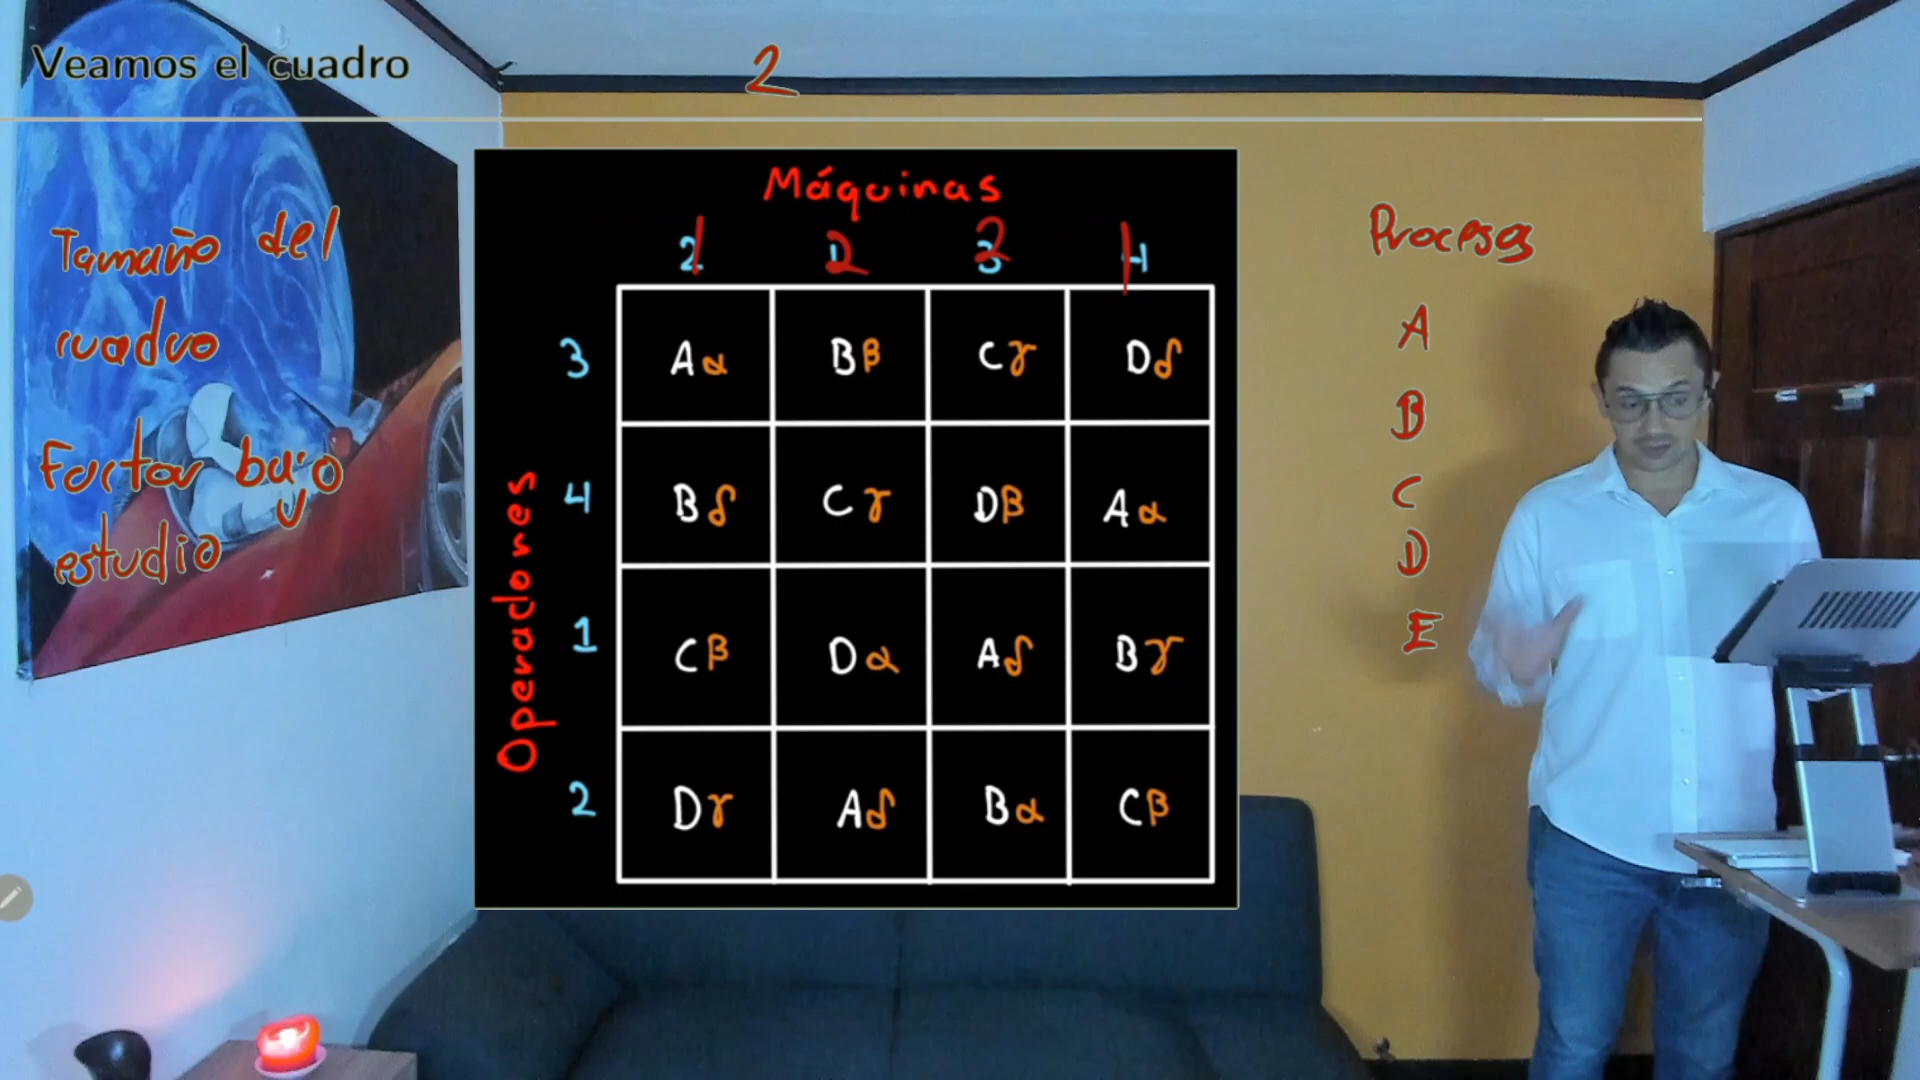 Veamos el cuadro
2
Máquinas
Tamaño del
cuadro
Factor bajo
estudio
Operadores
3 Aα Bβ Cγ Dδ
4 Bδ Cγ Dβ Aα
1 Cβ Dα Aδ Bγ
2 Dγ Aδ Bα Cβ
Procesos
A
B
C
D
E